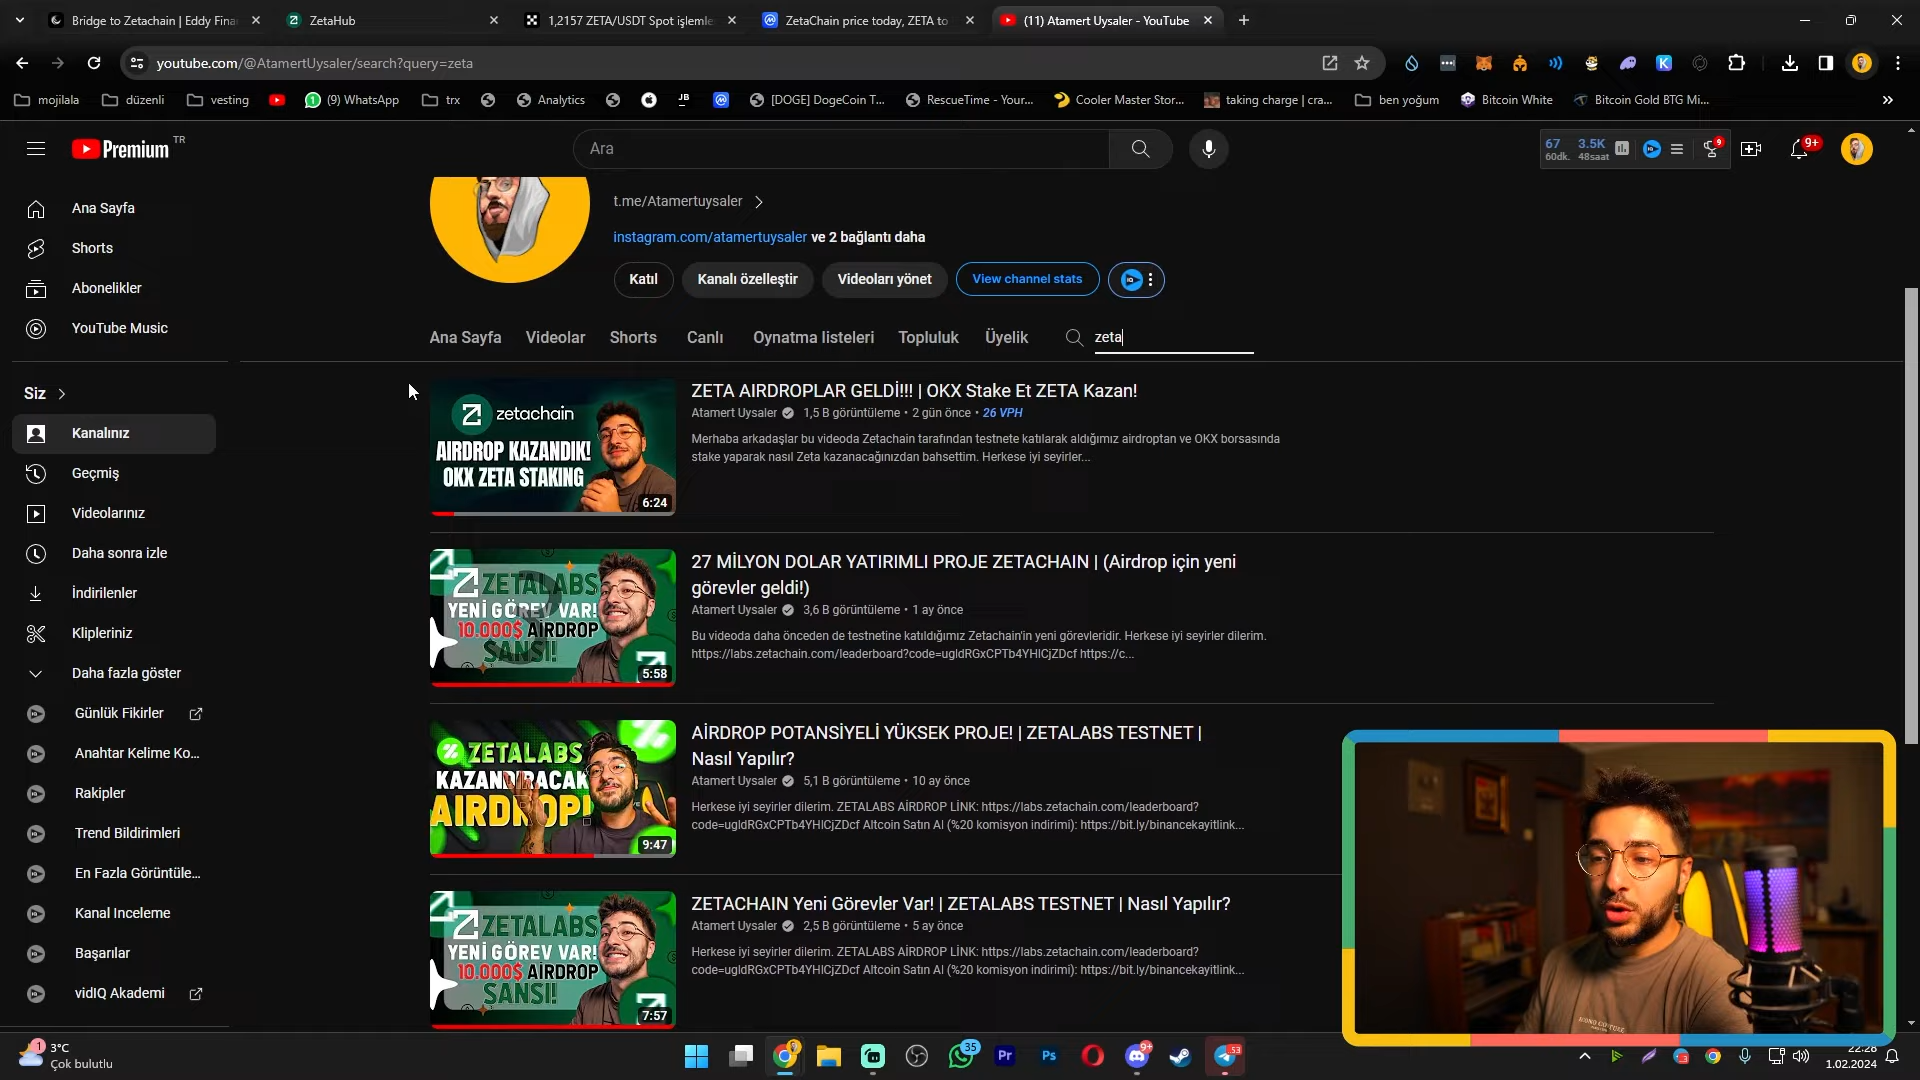 Bridge to Zetachain | Eddy Fina
ZetaHub
1,2157 ZETA/USDT Spot işlemle
ZetaChain price today, ZETA to
(11) Atamert Uysaler - YouTube
youtube.com/@AtamertUysaler/search?query=zeta
mojilala
düzenli
vesting
(9) WhatsApp
trx
Analytics
JB
[DOGE] DogeCoin T...
RescueTime - Your...
Cooler Master Stor...
taking charge | cra...
ben yoğum
Bitcoin White
Bitcoin Gold BTG Mi...
Premium TR
Ara
67
60dk.
3.5K
48saat
9
9+
Ana Sayfa
Shorts
Abonelikler
YouTube Music
Siz
Kanalınız
Geçmiş
Videolarınız
Daha sonra izle
İndirilenler
Klipleriniz
Daha fazla göster
Günlük Fikirler
Anahtar Kelime Ko...
Rakipler
Trend Bildirimleri
En Fazla Görüntüle...
Kanal Inceleme
Başarılar
vidIQ Akademi
t.me/Atamertuysaler
instagram.com/atamertuysaler ve 2 bağlantı daha
Katıl
Kanalı özelleştir
Videoları yönet
View channel stats
Ana Sayfa
Videolar
Shorts
Canlı
Oynatma listeleri
Topluluk
Üyelik
zeta
zetachain
AIRDROP KAZANDIK!
OKX ZETA STAKING
6:24
ZETA AIRDROPLAR GELDİ!!! | OKX Stake Et ZETA Kazan!
Atamert Uysaler 1,5 B görüntüleme • 2 gün önce • 26 VPH
Merhaba arkadaşlar bu videoda Zetachain tarafından testnete katılarak aldığımız airdroptan ve OKX borsasında
stake yaparak nasıl Zeta kazanacağınızdan bahsettim. Herkese iyi seyirler...
ZETALABS
YENİ GÖREV VAR!
10.000$ AIRDROP
ŞANSI!
5:58
27 MİLYON DOLAR YATIRIMLI PROJE ZETACHAIN | (Airdrop için yeni
görevler geldi!)
Atamert Uysaler 3,6 B görüntüleme • 1 ay önce
Bu videoda daha önceden de testnetine katıldığımız Zetachain'in yeni görevleridir. Herkese iyi seyirler dilerim.
https://labs.zetachain.com/leaderboard?code=ugldRGxCPTb4YHlCjZDcf https://c...
ZETALABS
KAZANDIRACAK
AIRDROP!
9:47
AİRDROP POTANSİYELİ YÜKSEK PROJE! | ZETALABS TESTNET |
Nasıl Yapılır?
Atamert Uysaler 5,1 B görüntüleme • 10 ay önce
Herkese iyi seyirler dilerim. ZETALABS AİRDROP LİNK: https://labs.zetachain.com/leaderboard?
code=ugldRGxCPTb4YHlCjZDcf Altcoin Satın Al (%20 komisyon indirimi): https://bit.ly/binancekayitlink...
ZETALABS
YENİ GÖREV VAR!
10.000$ AIRDROP
ŞANSI!
7:57
ZETACHAIN Yeni Görevler Var! | ZETALABS TESTNET | Nasıl Yapılır?
Atamert Uysaler 2,5 B görüntüleme • 5 ay önce
Herkese iyi seyirler dilerim. ZETALABS AİRDROP LİNK: https://labs.zetachain.com/leaderboard?
code=ugldRGxCPTb4YHlCjZDcf Altcoin Satın Al (%20 komisyon indirimi): https://bit.ly/binancekayitlink...
1
3°C
Çok bulutlu
35
Pr
Ps
9+
53
22:28
1.02.2024